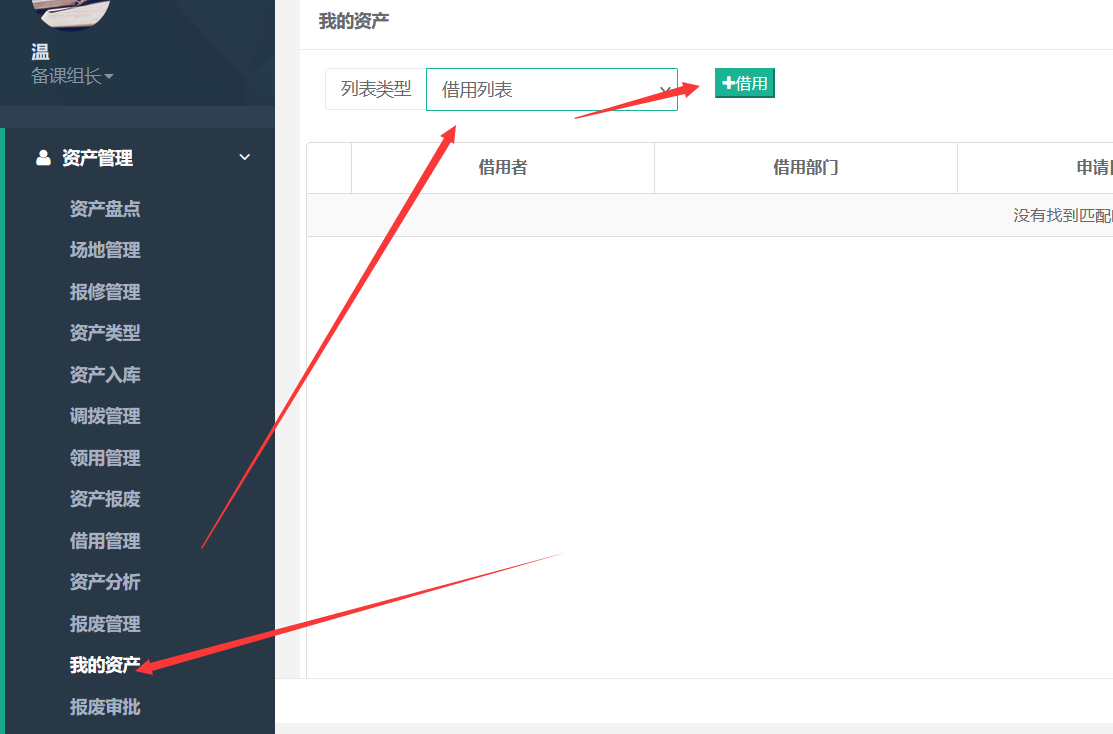 温
备课组长
资产管理
资产盘点
场地管理
报修管理
资产类型
资产入库
调拨管理
领用管理
资产报废
借用管理
资产分析
报废管理
我的资产
报废审批
我的资产
列表类型 借用列表 +借用
借用者 借用部门 申请
没有找到匹配